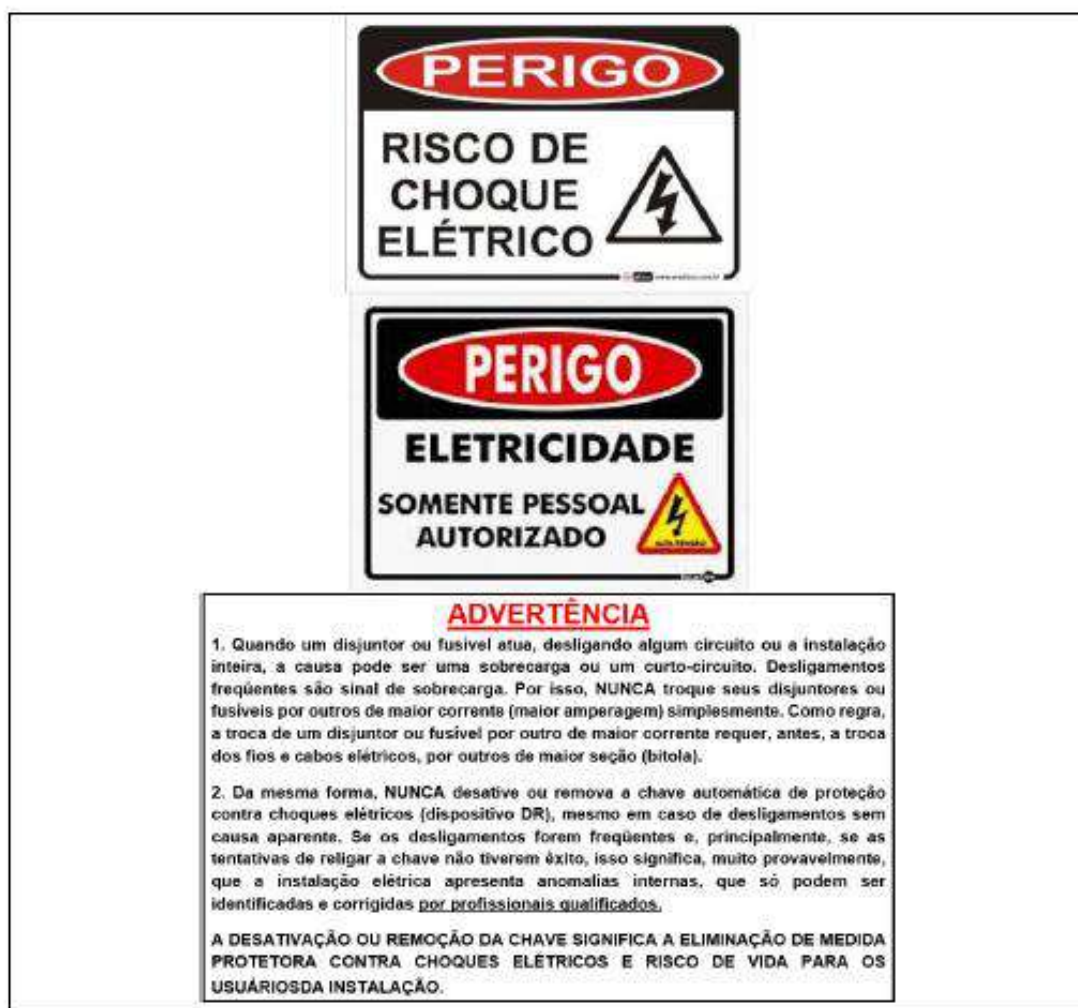 PERIGO
RISCO DE
CHOQUE
ELÉTRICO
PERIGO
ELETRICIDADE
SOMENTE PESSOAL
AUTORIZADO
ALTA TENSÃO
ADVERTÊNCIA
1. Quando um disjuntor ou fusível atua, desligando algum circuito ou a instalação
inteira, a causa pode ser uma sobrecarga ou um curto-circuito. Desligamentos
freqüentes são sinal de sobrecarga. Por isso, NUNCA troque seus disjuntores ou
fusíveis por outros de maior corrente (maior amperagem) simplesmente. Como regra,
a troca de um disjuntor ou fusível por outro de maior corrente requer, antes, a troca
dos fios e cabos elétricos, por outros de maior seção (bitola).
2. Da mesma forma, NUNCA desative ou remova a chave automática de proteção
contra choques elétricos (dispositivo DR), mesmo em caso de desligamentos sem
causa aparente. Se os desligamentos forem freqüentes e, principalmente, se as
tentativas de religar a chave não tiverem êxito, isso significa, muito provavelmente,
que a instalação elétrica apresenta anomalias internas, que só podem ser
identificadas e corrigidas por profissionais qualificados.
A DESATIVAÇÃO OU REMOÇÃO DA CHAVE SIGNIFICA A ELIMINAÇÃO DE MEDIDA
PROTETORA CONTRA CHOQUES ELÉTRICOS E RISCO DE VIDA PARA OS
USUÁRIOSDA INSTALAÇÃO.